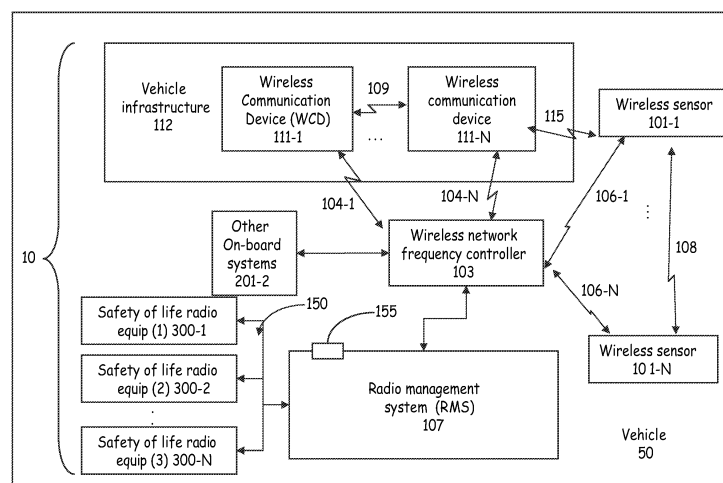 Vehicle
infrastructure
112
Wireless
Communication
Device (WCD)
111-1
109
...
Wireless
communication
device
111-N
115
Wireless sensor
101-1
104-1
104-N
106-1
...
108
10
Other
On-board
systems
201-2
Wireless network
frequency controller
103
106-N
150
155
Safety of life radio
equip (1) 300-1
Safety of life radio
equip (2) 300-2
...
Safety of life radio
equip (3) 300-N
Radio management
system (RMS)
107
Wireless sensor
10 1-N
Vehicle
50